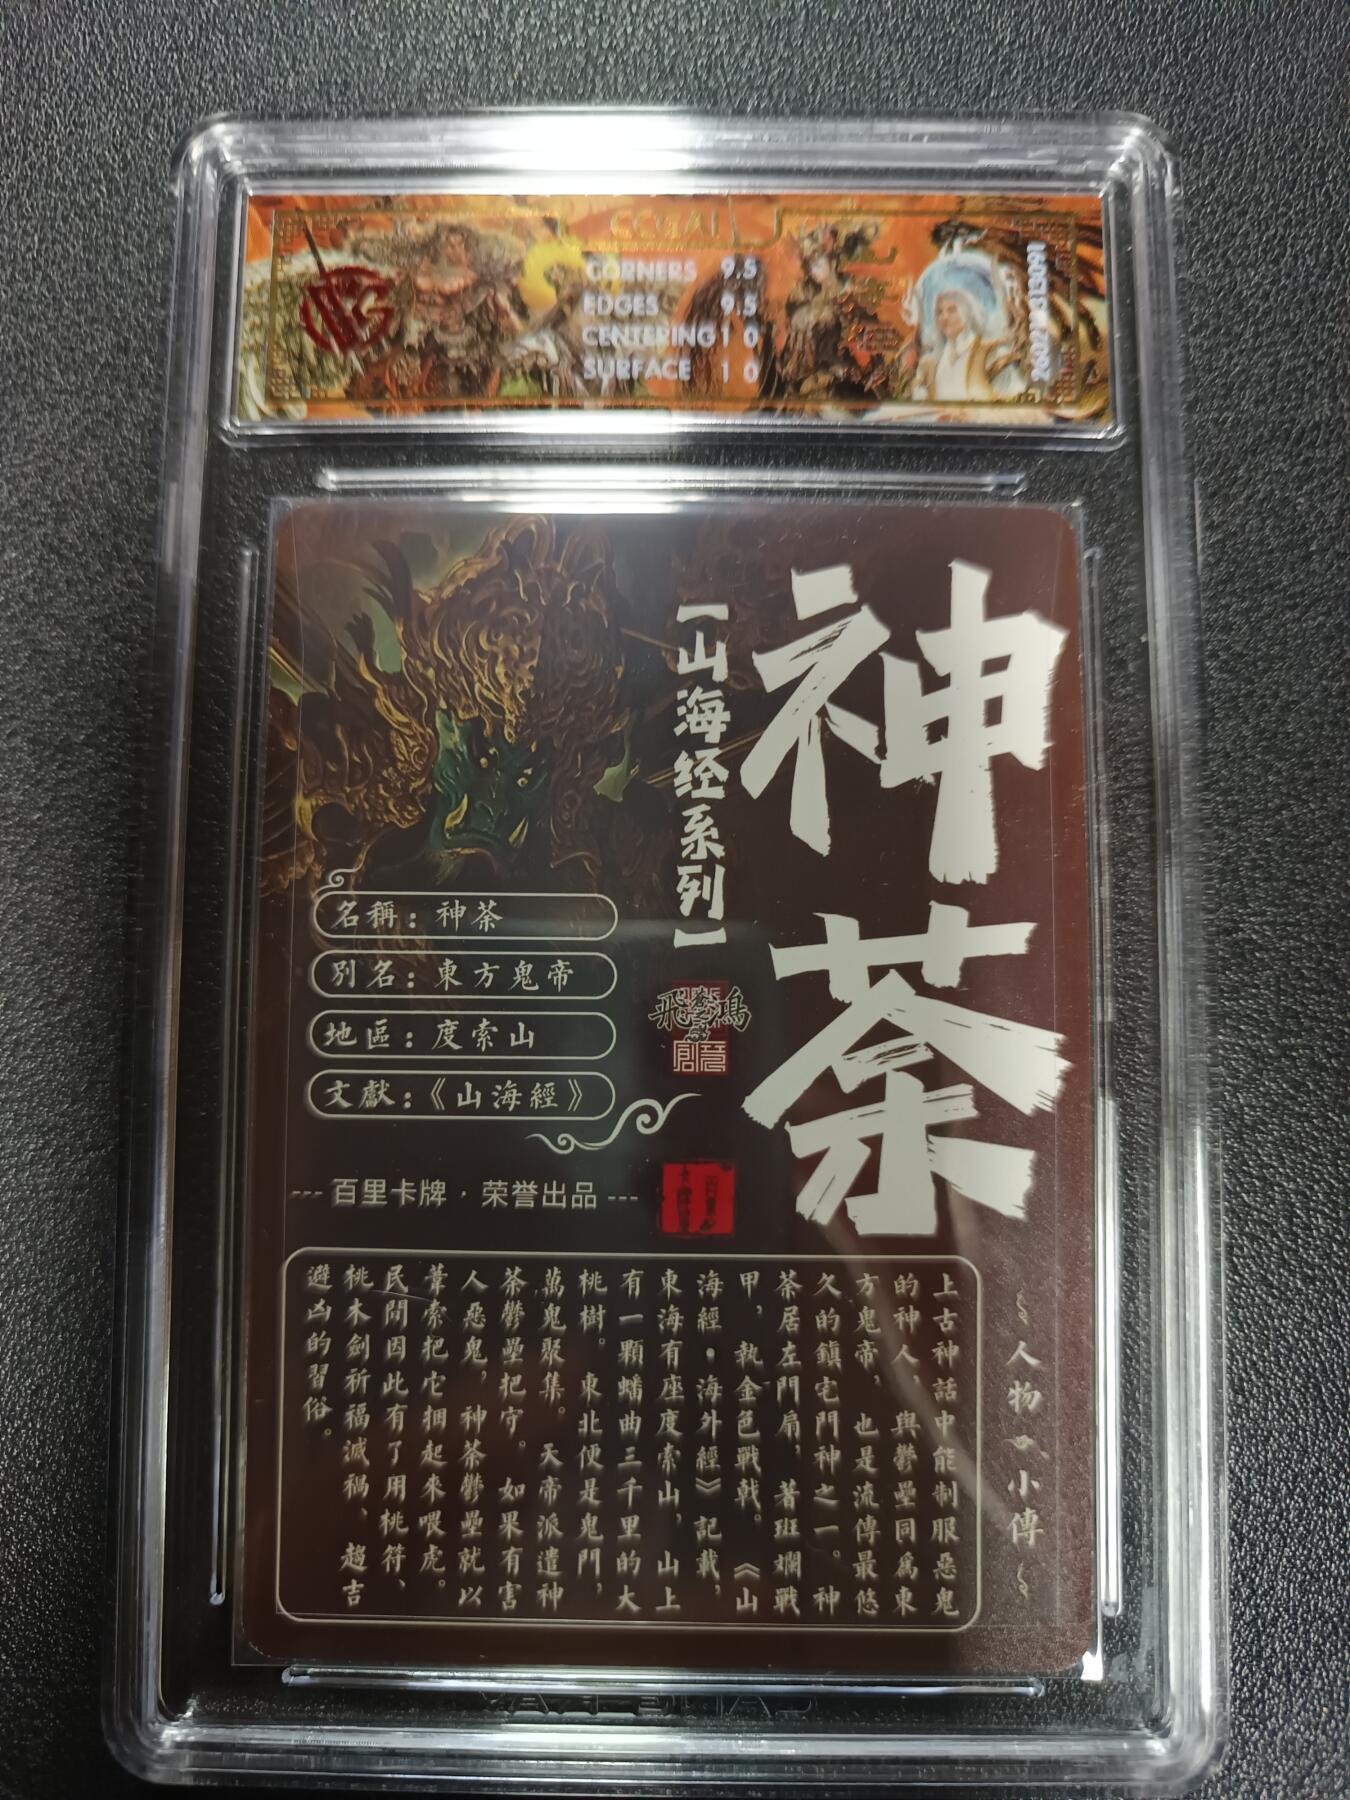 CCGAI
CORNERS 9.5
EDGES 9.5
CENTERING 10
SURFACE 10
神荼
【山海经系列】
飛鴻
名稱：神荼
別名：東方鬼帝
地區：度索山
文獻：《山海經》
--- 百里卡牌，荣誉出品 ---
人物小傳
上古神話中能制服惡鬼
的神人，與鬱壘同為東
方鬼帝，也是流傳最悠
久的鎮宅門神之一。神
荼居左門扇，著斑斕戰
甲，執金色戰戟。《山
海經·海外經》記載，
東海有座度索山，山上
有一顆蟠曲三千里的大
桃樹。東北便是鬼門，
萬鬼聚集。天帝派遣神
荼鬱壘把守。如果有害
人惡鬼，神荼鬱壘就以
葦索把它捆起來喂虎。
民間因此有了用桃符、
桃木劍祈福滅禍、趨吉
避凶的習俗。